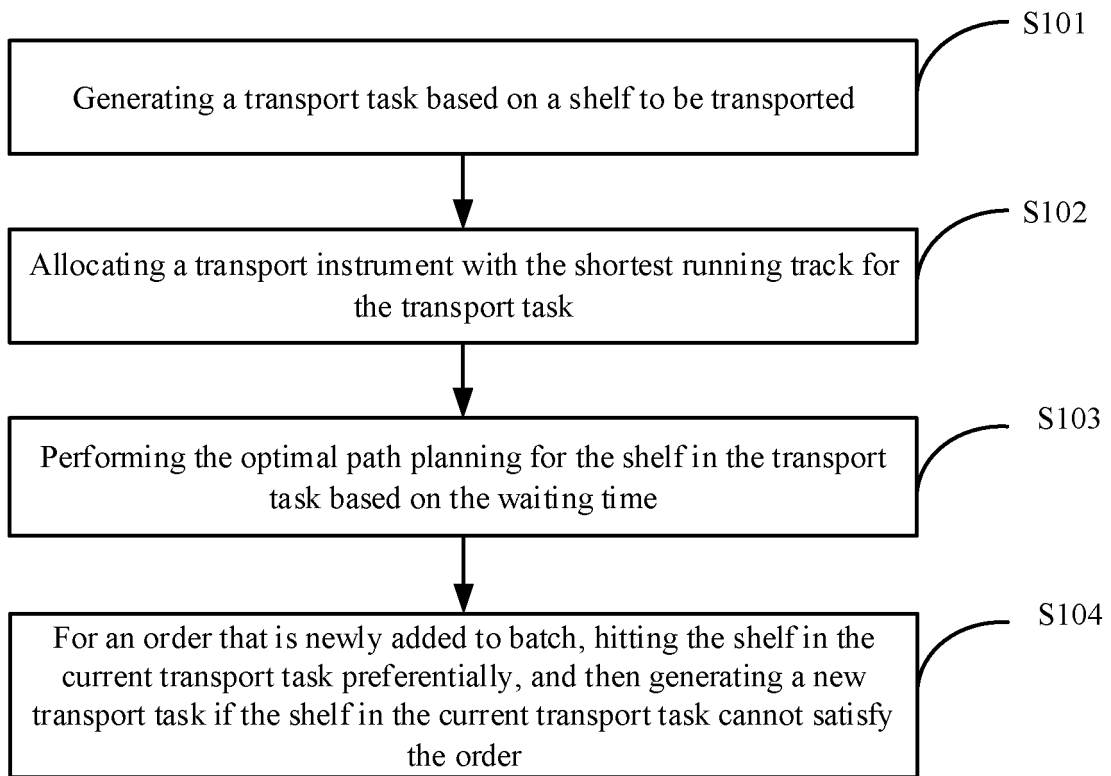 S101
Generating a transport task based on a shelf to be transported
S102
Allocating a transport instrument with the shortest running track for
the transport task
S103
Performing the optimal path planning for the shelf in the transport
task based on the waiting time
S104
For an order that is newly added to batch, hitting the shelf in the
current transport task preferentially, and then generating a new
transport task if the shelf in the current transport task cannot satisfy
the order